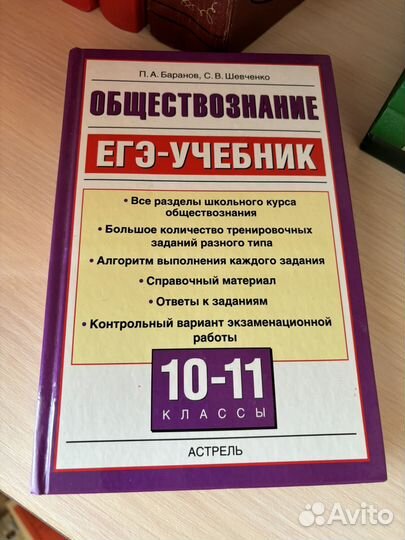 П. А. Баранов, С. В. Шевченко
ОБЩЕСТВОЗНАНИЕ
ЕГЭ-УЧЕБНИК
• Все разделы школьного курса
обществознания
• Большое количество тренировочных
заданий разного типа
• Алгоритм выполнения каждого задания
• Справочный материал
• Ответы к заданиям
• Контрольный вариант экзаменационной
работы
10-11
КЛАССЫ
АСТРЕЛЬ
Avito